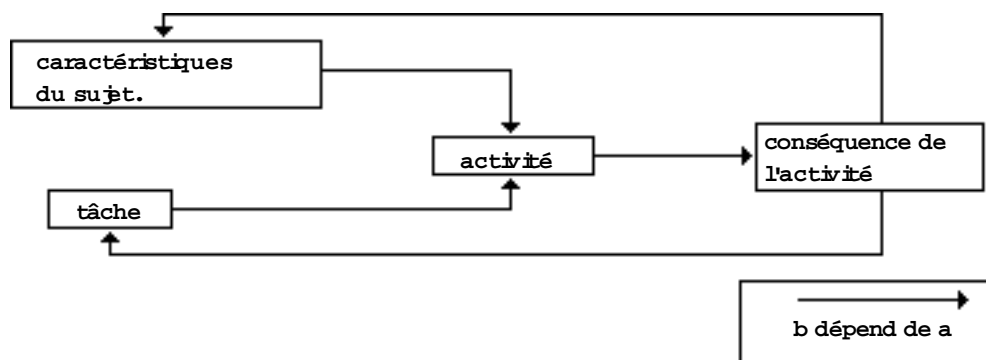 caractéristiques
du sujet.
activité
conséquence de
l'activité
tâche
b dépend de a